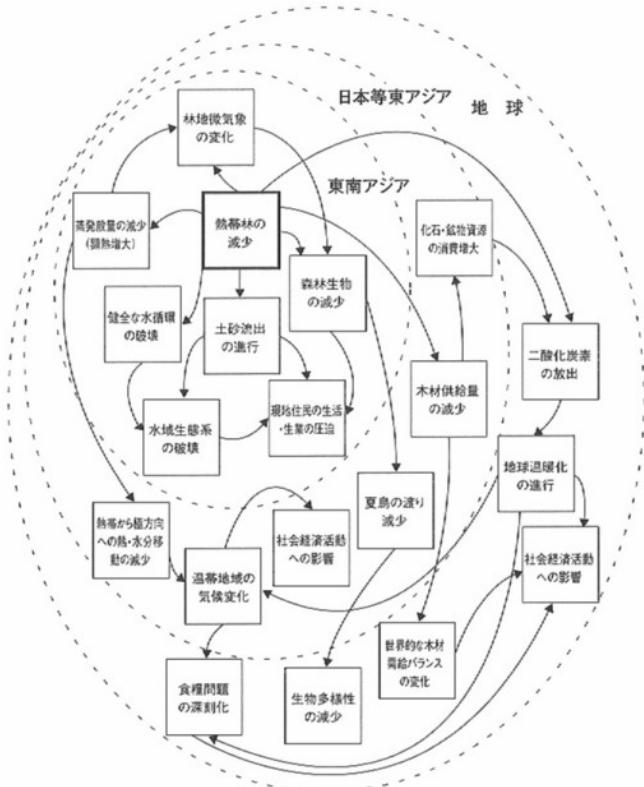 日本等東アジア
地 球
東南アジア
林地微気象
の変化
熱帯林の
減少
蒸発散量の減少
(顕熱増大)
化石・鉱物資源
の消費増大
森林生物
の減少
健全な水循環
の破壊
土砂流出
の進行
二酸化炭素
の放出
木材供給量
の減少
現地住民の生活
・生業の圧迫
水域生態系
の破壊
地球温暖化
の進行
夏鳥の渡り
減少
熱帯から極方向
への熱・水分移
動の減少
社会経済活動
への影響
温帯地域の
気候変化
社会経済活動
への影響
世界的な木材
需給バランス
の変化
食糧問題
の深刻化
生物多様性
の減少